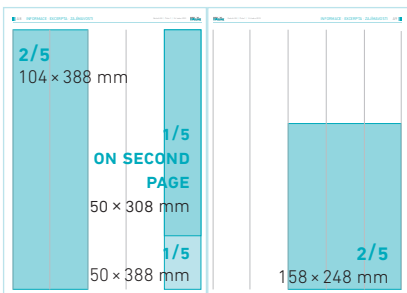 2/5
104 × 388 mm
1/5
ON SECOND
PAGE
50 × 308 mm
1/5
50 × 388 mm
2/5
158 × 248 mm